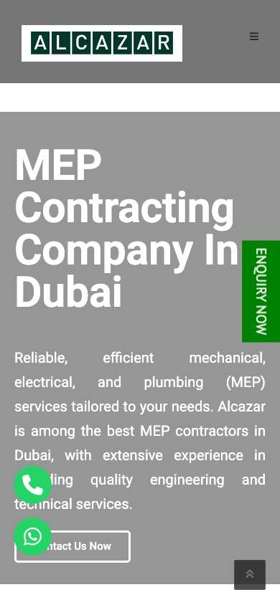 ALCAZAR
MEP
Contracting
Company In
Dubai
ENQUIRY NOW
Reliable, efficient mechanical,
electrical, and plumbing (MEP)
services tailored to your needs. Alcazar
is among the best MEP contractors in
Dubai, with extensive experience in
quality engineering and
technical services.
Contact Us Now